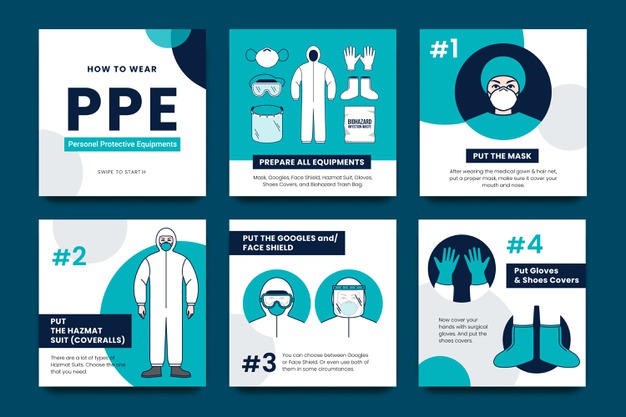 HOW TO WEAR
PPE
Personel Protective Equipments
SWIPE TO START
BIOHAZARD
INFECTION WASTE
PREPARE ALL EQUIPMENTS
Mask, Googles, Face Shield, Hazmat Suit, Gloves,
Shoes Covers, and Biohazard Trash Bag.
#1
PUT THE MASK
After wearing the medical gown & hair net,
put a proper mask, make sure it cover your
mouth and nose.
#2
PUT
THE HAZMAT
SUIT (COVERALLS)
There are a lot of types of
Hazmat Suits. Choose the one
that you need.
PUT THE GOOGLES and/
FACE SHIELD
#3
You can choose between Googles
or Face Shield. Or even use both of
them in some circumstances.
#4
Put Gloves
& Shoes Covers
Now cover your
hands with surgical
gloves. And put
the shoes covers.